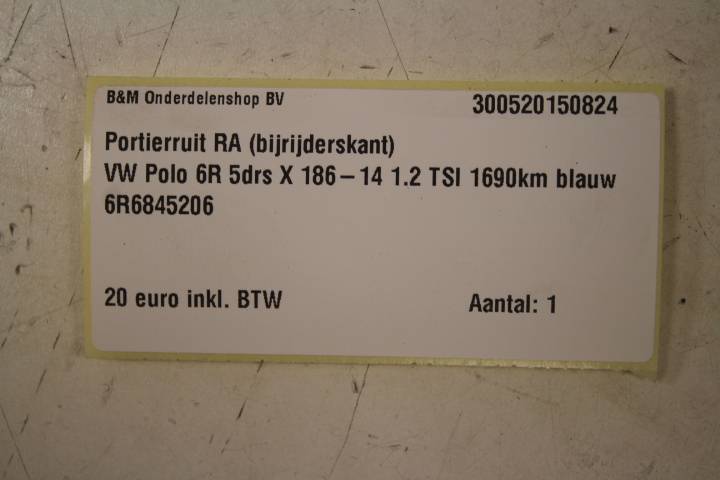 B&M Onderdelenshop BV 300520150824
Portierruit RA (bijrijderskant)
VW Polo 6R 5drs X 186-14 1.2 TSI 1690km blauw
6R6845206
20 euro inkl. BTW Aantal: 1